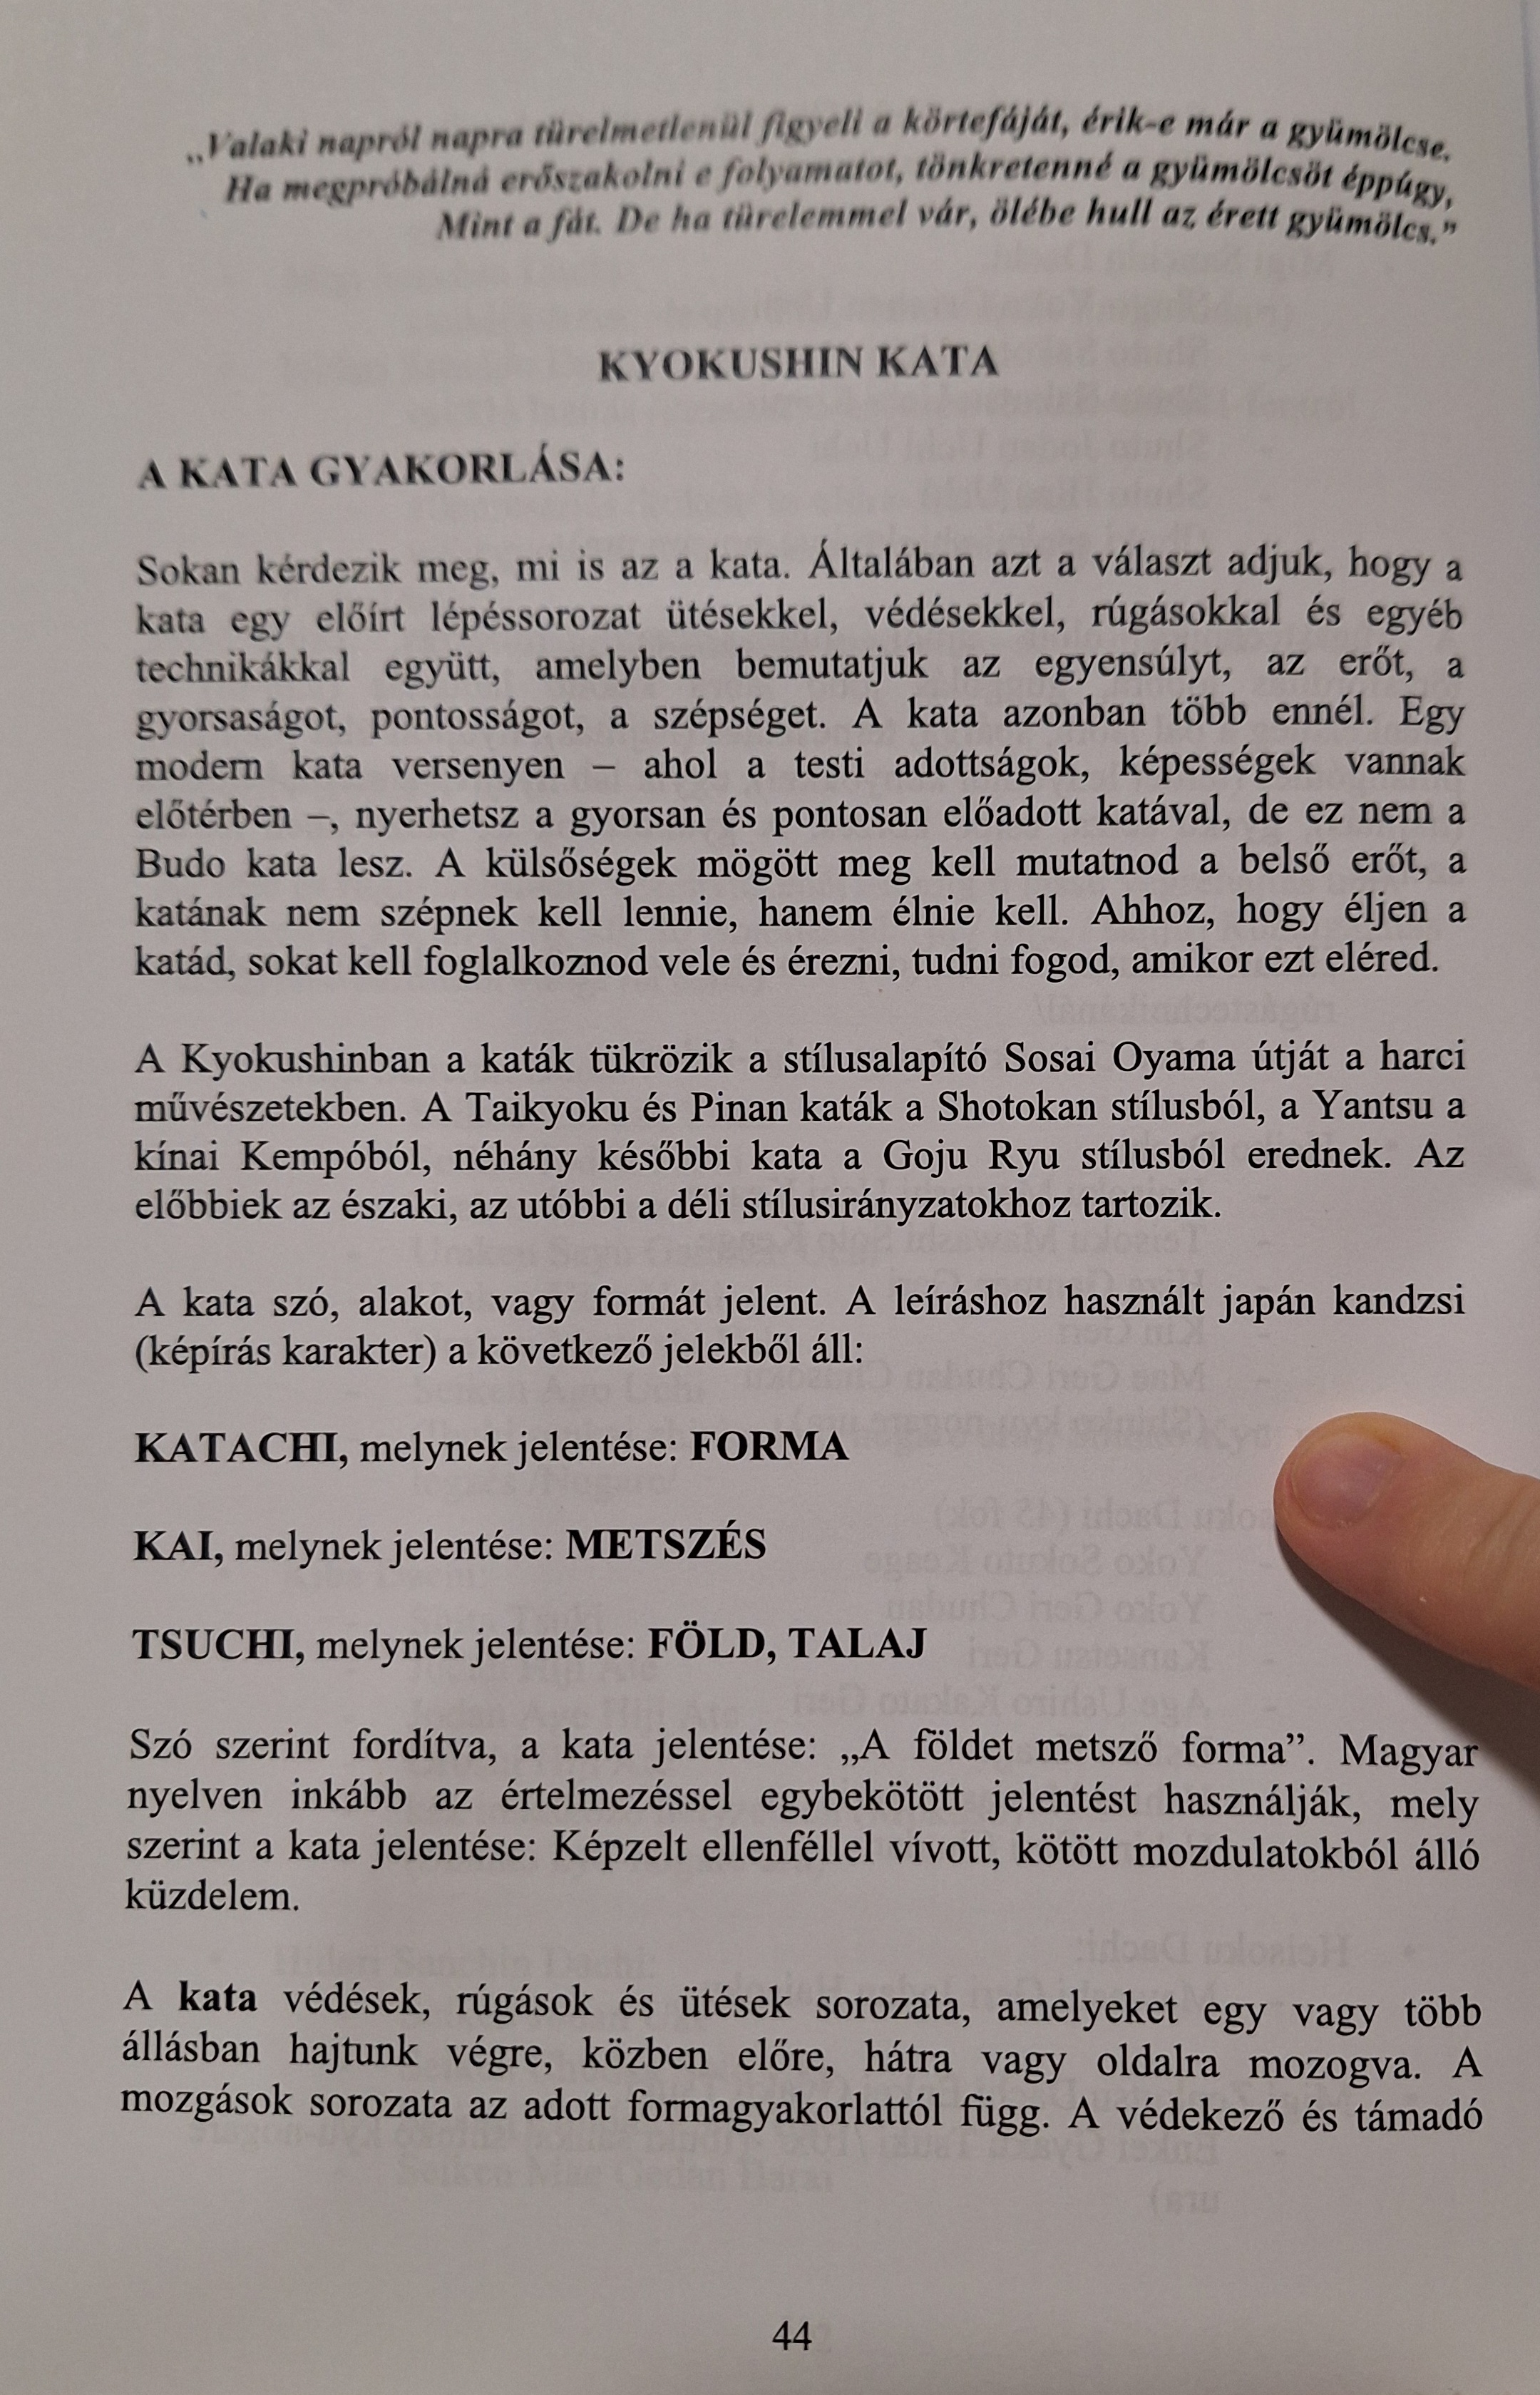 „Valaki napról napra türelmetlenül figyeli a körtefáját, érik-e már a gyümölcse.
Ha megpróbálná erőszakolni e folyamatot, tönkretenné a gyümölcsöt éppúgy,
Mint a fát. De ha türelemmel vár, ölébe hull az érett gyümölcs.”
KYOKUSHIN KATA
A KATA GYAKORLÁSA:
Sokan kérdezik meg, mi is az a kata. Általában azt a választ adjuk, hogy a
kata egy előírt lépéssorozat ütésekkel, védésekkel, rúgásokkal és egyéb
technikákkal együtt, amelyben bemutatjuk az egyensúlyt, az erőt, a
gyorsaságot, pontosságot, a szépséget. A kata azonban több ennél. Egy
modern kata versenyen – ahol a testi adottságok, képességek vannak
előtérben –, nyerhetsz a gyorsan és pontosan előadott katával, de ez nem a
Budo kata lesz. A külsőségek mögött meg kell mutatnod a belső erőt, a
katának nem szépnek kell lennie, hanem élnie kell. Ahhoz, hogy éljen a
katád, sokat kell foglalkoznod vele és érezni, tudni fogod, amikor ezt eléred.
A Kyokushinban a katák tükrözik a stílusalapító Sosai Oyama útját a harci
művészetekben. A Taikyoku és Pinan katák a Shotokan stílusból, a Yantsu a
kínai Kempóból, néhány későbbi kata a Goju Ryu stílusból erednek. Az
előbbiek az északi, az utóbbi a déli stílusirányzatokhoz tartozik.
A kata szó, alakot, vagy formát jelent. A leíráshoz használt japán kandzsi
(képírás karakter) a következő jelekből áll:
KATACHI, melynek jelentése: FORMA
KAI, melynek jelentése: METSZÉS
TSUCHI, melynek jelentése: FÖLD, TALAJ
Szó szerint fordítva, a kata jelentése: „A földet metsző forma”. Magyar
nyelven inkább az értelmezéssel egybekötött jelentést használják, mely
szerint a kata jelentése: Képzelt ellenféllel vívott, kötött mozdulatokból álló
küzdelem.
A kata védések, rúgások és ütések sorozata, amelyeket egy vagy több
állásban hajtunk végre, közben előre, hátra vagy oldalra mozogva. A
mozgások sorozata az adott formagyakorlattól függ. A védekező és támadó
44